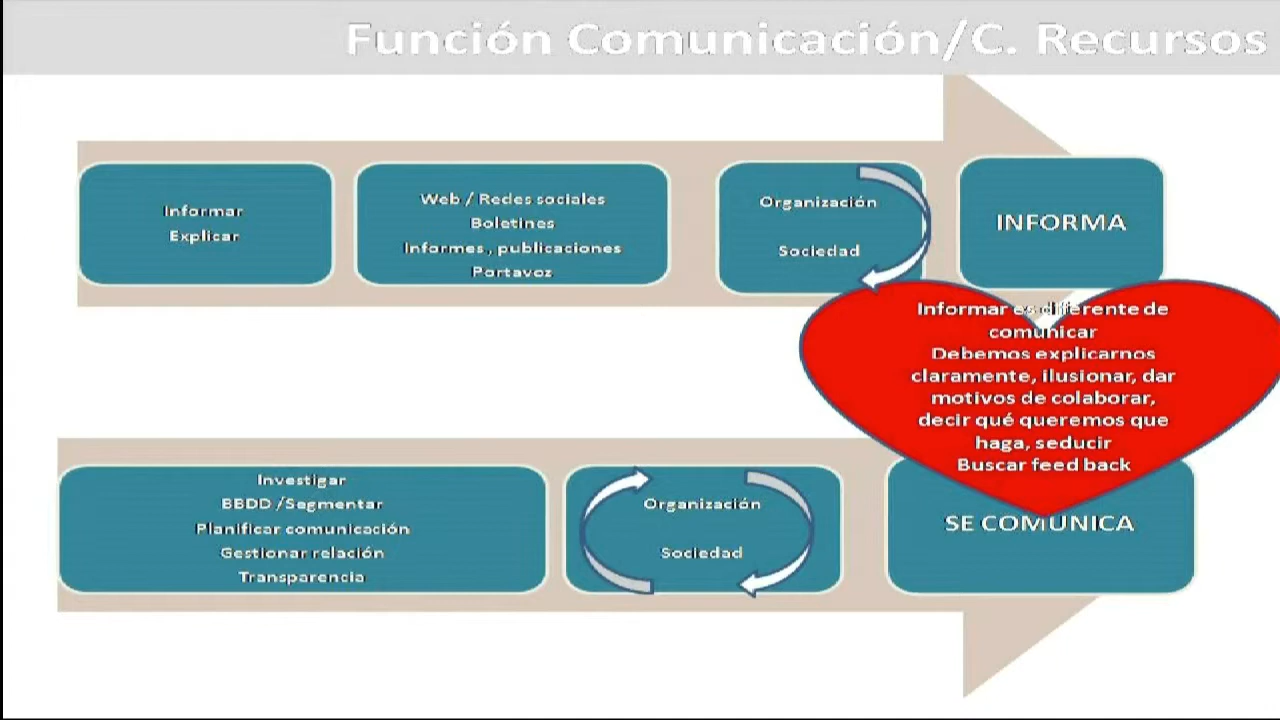 Función Comunicación/C. Recursos
Informar
Explicar
Web / Redes sociales
Boletines
Informes, publicaciones
Portavoz
Organización
Sociedad
INFORMA
Informar es diferente de
comunicar
Debemos explicarnos
claramente, ilusionar, dar
motivos de colaborar,
decir qué queremos que
haga, seducir
Buscar feed back
Investigar
BBDD /Segmentar
Planificar comunicación
Gestionar relación
Transparencia
Organización
Sociedad
SE COMUNICA